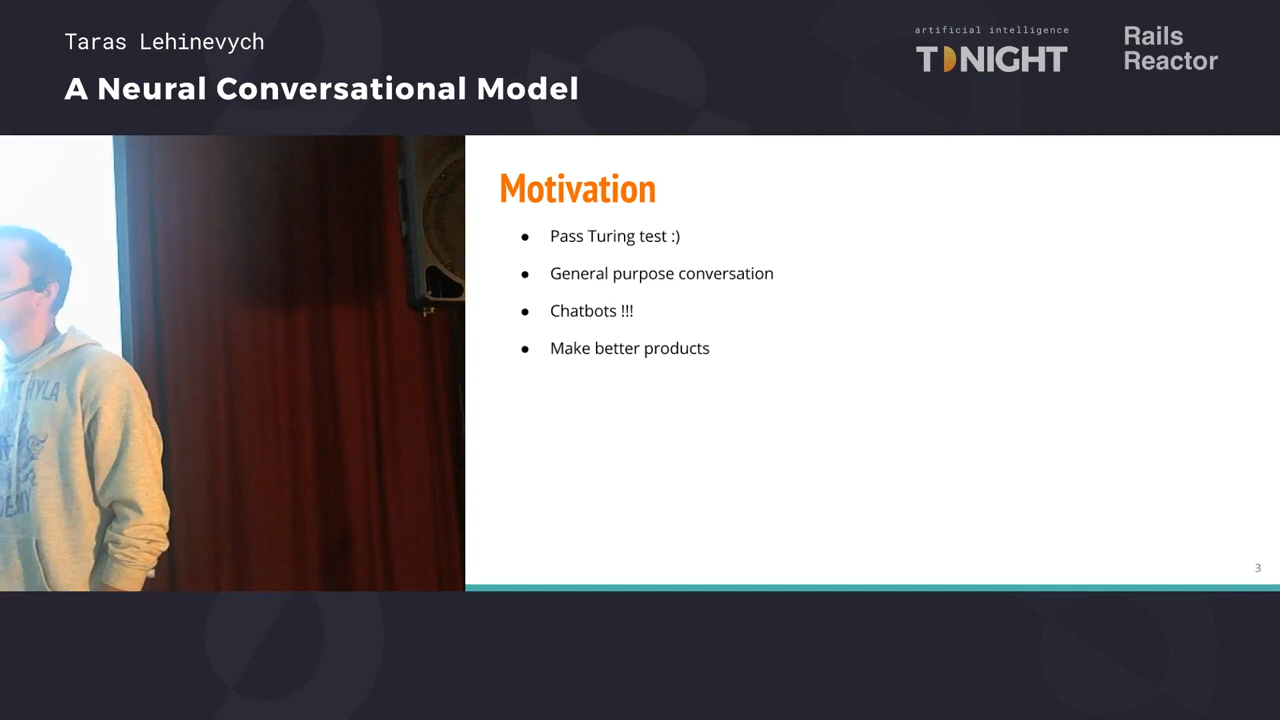 Taras Lehinevych
A Neural Conversational Model
artificial intelligence
TONIGHT
Rails
Reactor
Motivation
● Pass Turing test :)
● General purpose conversation
● Chatbots !!!
● Make better products
3